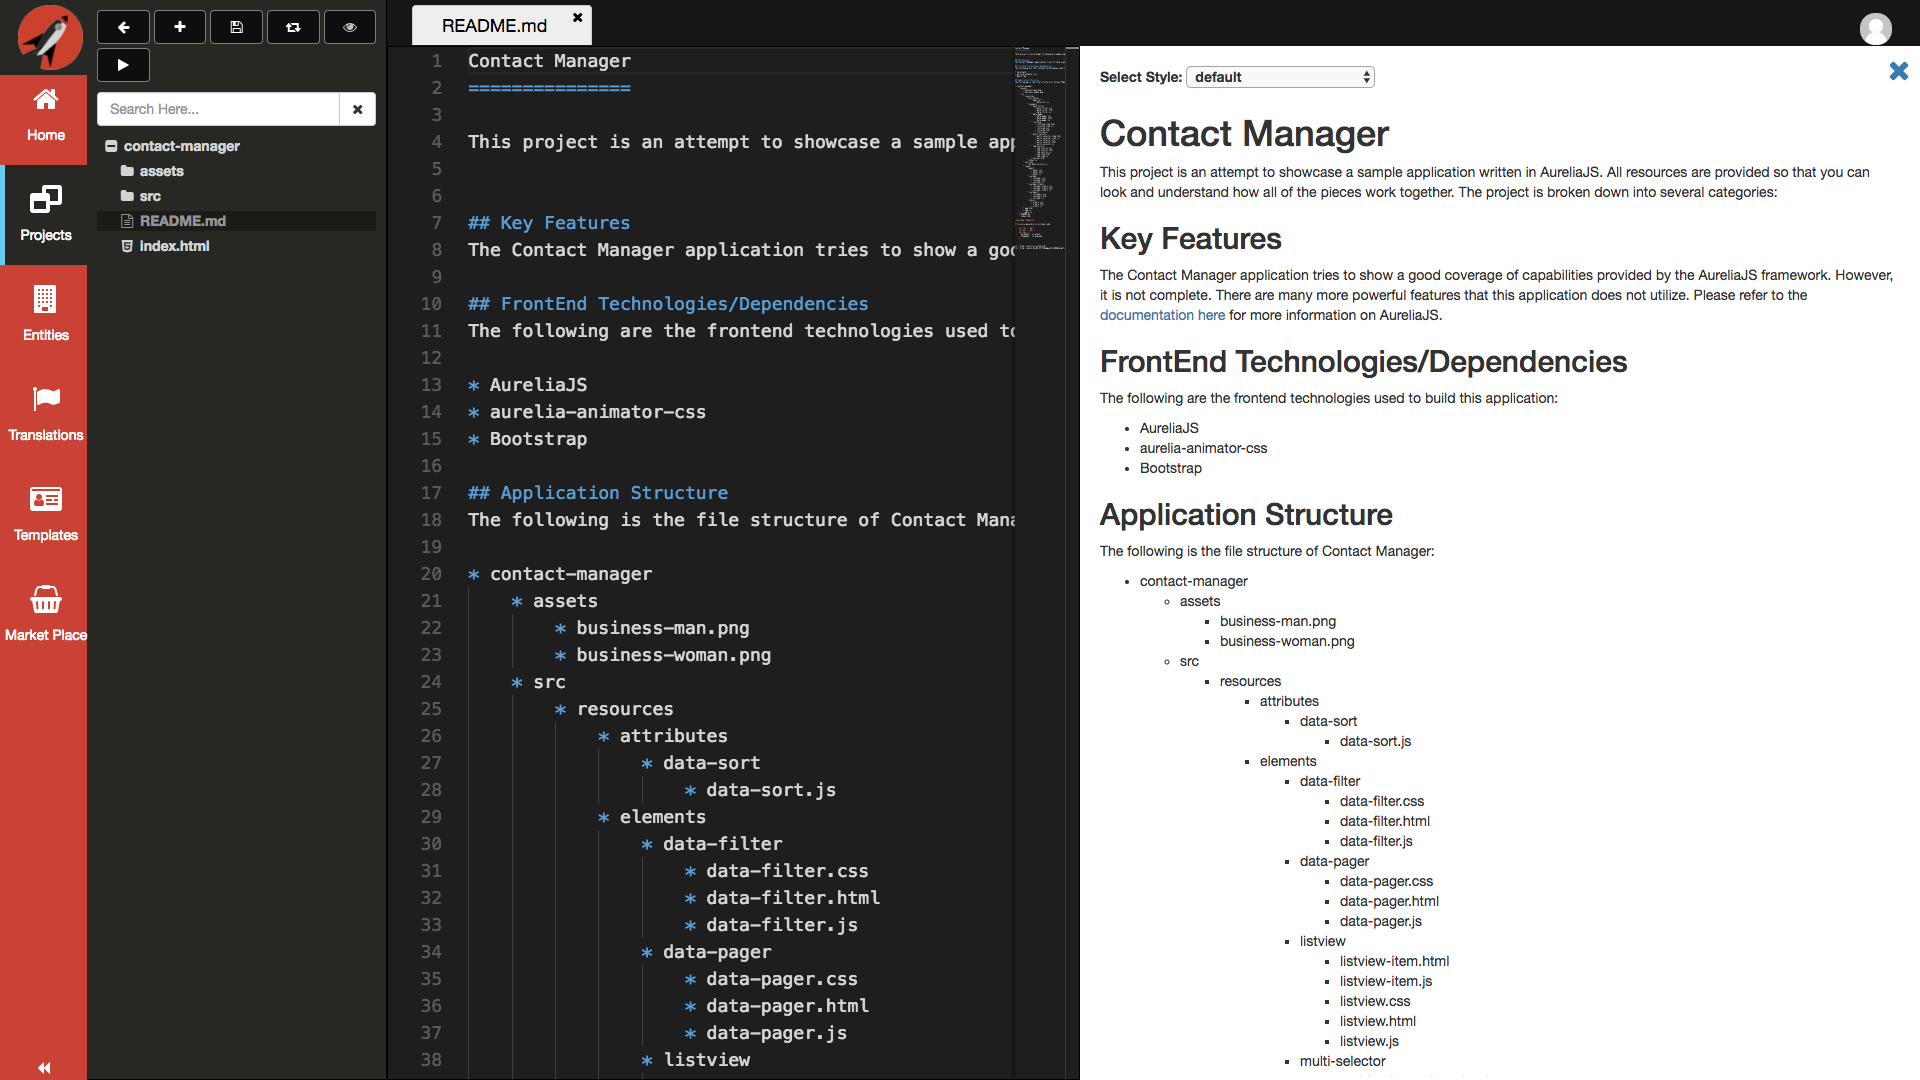 Home
Projects
Entities
Translations
Templates
Market Place
Search Here...
contact-manager
assets
src
README.md
index.html
README.md
1 Contact Manager
2 ===============
3
4 This project is an attempt to showcase a sample app
5
6
7 ## Key Features
8 The Contact Manager application tries to show a goo
9
10 ## FrontEnd Technologies/Dependencies
11 The following are the frontend technologies used to
12
13 * AureliaJS
14 * aurelia-animator-css
15 * Bootstrap
16
17 ## Application Structure
18 The following is the file structure of Contact Mana
19
20 * contact-manager
21 * assets
22 * business-man.png
23 * business-woman.png
24 * src
25 * resources
26 * attributes
27 * data-sort
28 * data-sort.js
29 * elements
30 * data-filter
31 * data-filter.css
32 * data-filter.html
33 * data-filter.js
34 * data-pager
35 * data-pager.css
36 * data-pager.html
37 * data-pager.js
38 * listview
Select Style: default
Contact Manager
This project is an attempt to showcase a sample application written in AureliaJS. All resources are provided so that you can
look and understand how all of the pieces work together. The project is broken down into several categories:
Key Features
The Contact Manager application tries to show a good coverage of capabilities provided by the AureliaJS framework. However,
it is not complete. There are many more powerful features that this application does not utilize. Please refer to the
documentation here for more information on AureliaJS.
FrontEnd Technologies/Dependencies
The following are the frontend technologies used to build this application:
• AureliaJS
• aurelia-animator-css
• Bootstrap
Application Structure
The following is the file structure of Contact Manager:
• contact-manager
◦ assets
▪ business-man.png
▪ business-woman.png
◦ src
▪ resources
▪ attributes
▪ data-sort
▪ data-sort.js
▪ elements
▪ data-filter
▪ data-filter.css
▪ data-filter.html
▪ data-filter.js
▪ data-pager
▪ data-pager.css
▪ data-pager.html
▪ data-pager.js
▪ listview
▪ listview-item.html
▪ listview-item.js
▪ listview.css
▪ listview.html
▪ listview.js
▪ multi-selector